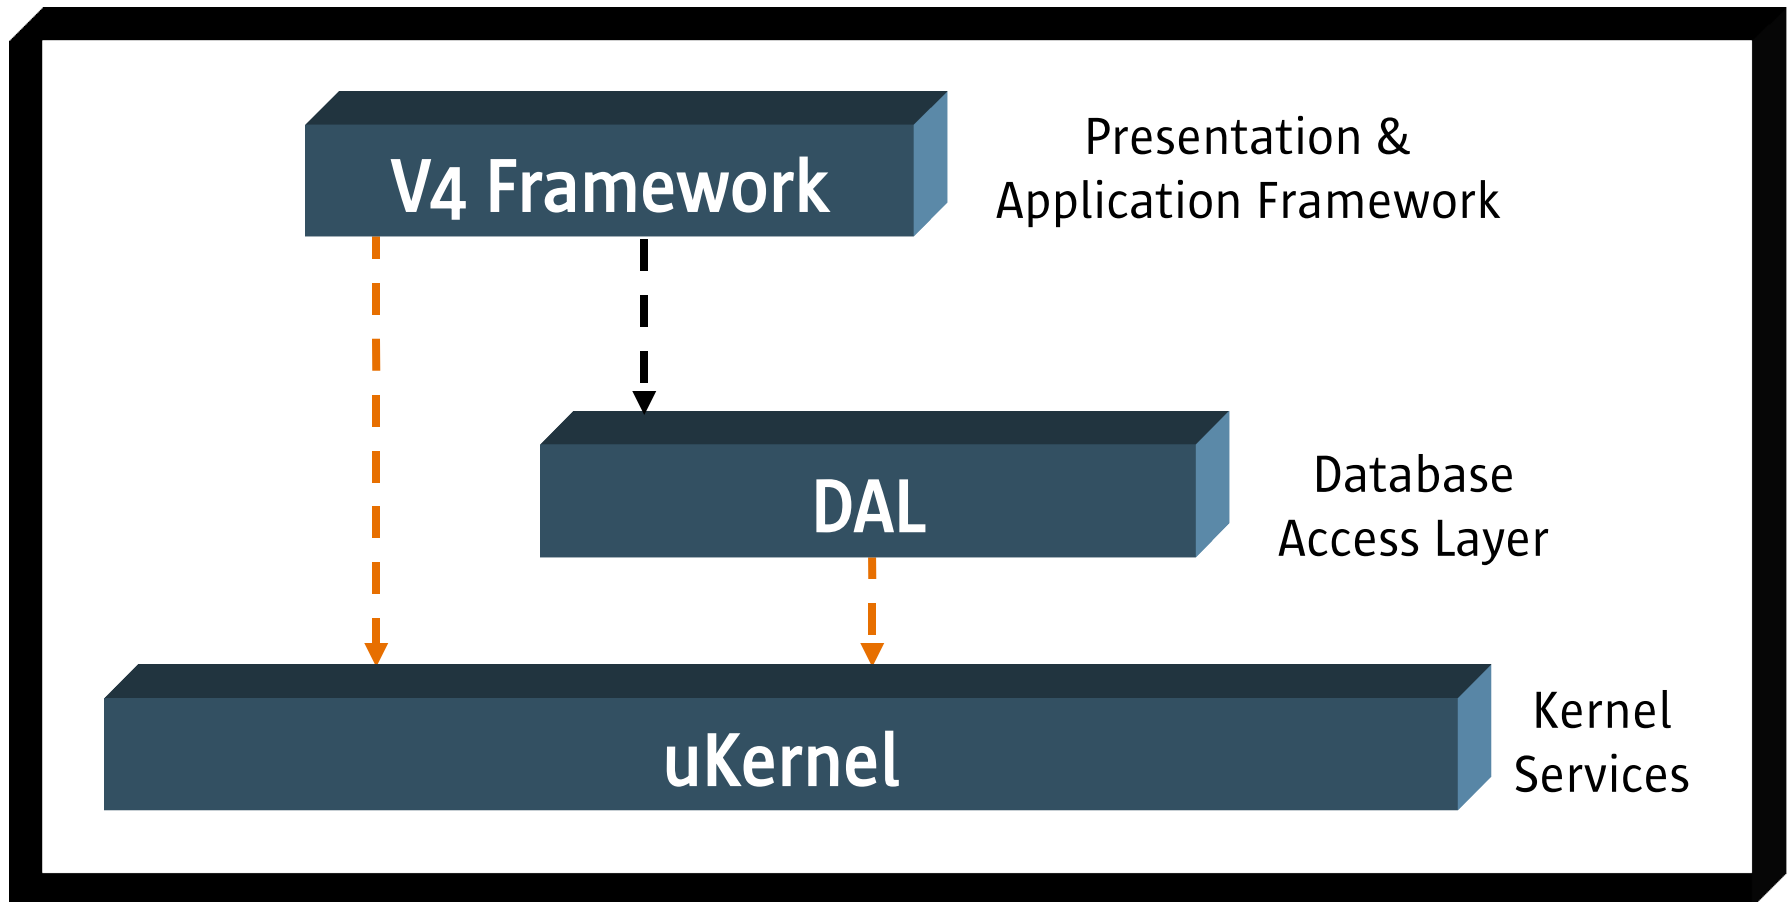 V4 Framework
Presentation &
Application Framework
DAL
Database
Access Layer
uKernel
Kernel
Services